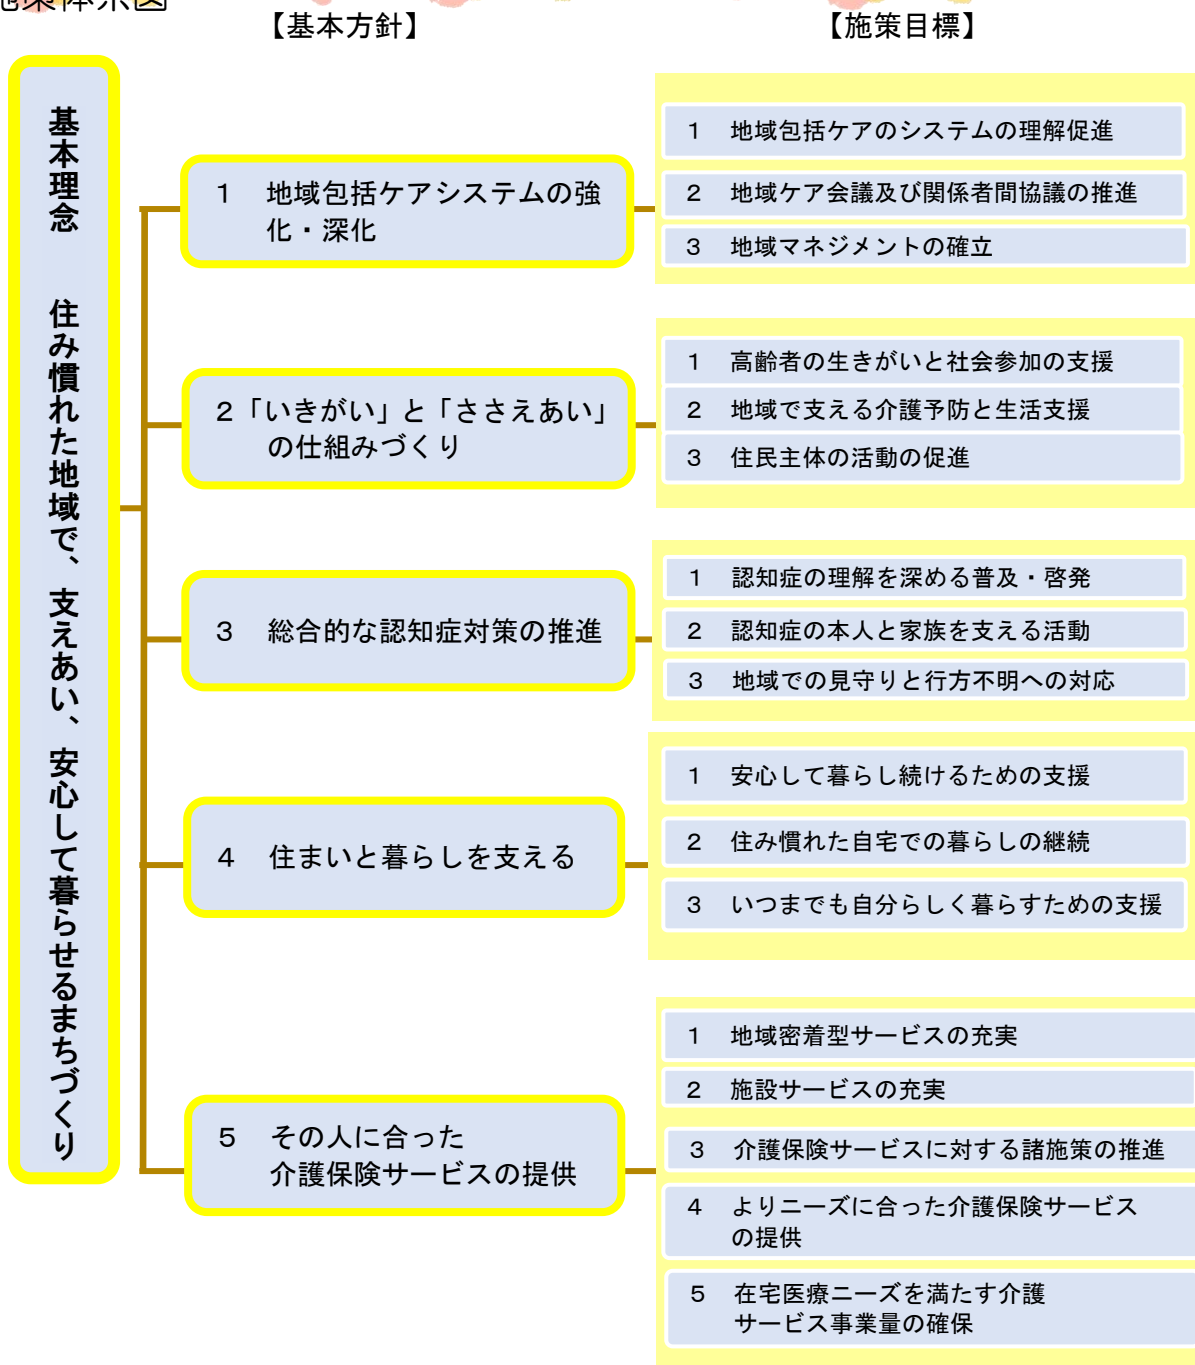 施策体系図
【基本方針】
【施策目標】
基本理念　住み慣れた地域で、支えあい、安心して暮らせるまちづくり
1　地域包括ケアシステムの強
化・深化
1　地域包括ケアのシステムの理解促進
2　地域ケア会議及び関係者間協議の推進
3　地域マネジメントの確立
2「いきがい」と「ささえあい」
の仕組みづくり
1　高齢者の生きがいと社会参加の支援
2　地域で支える介護予防と生活支援
3　住民主体の活動の促進
3　総合的な認知症対策の推進
1　認知症の理解を深める普及・啓発
2　認知症の本人と家族を支える活動
3　地域での見守りと行方不明への対応
4　住まいと暮らしを支える
1　安心して暮らし続けるための支援
2　住み慣れた自宅での暮らしの継続
3　いつまでも自分らしく暮らすための支援
5　その人に合った
介護保険サービスの提供
1　地域密着型サービスの充実
2　施設サービスの充実
3　介護保険サービスに対する諸施策の推進
4　よりニーズに合った介護保険サービス
の提供
5　在宅医療ニーズを満たす介護
サービス事業量の確保